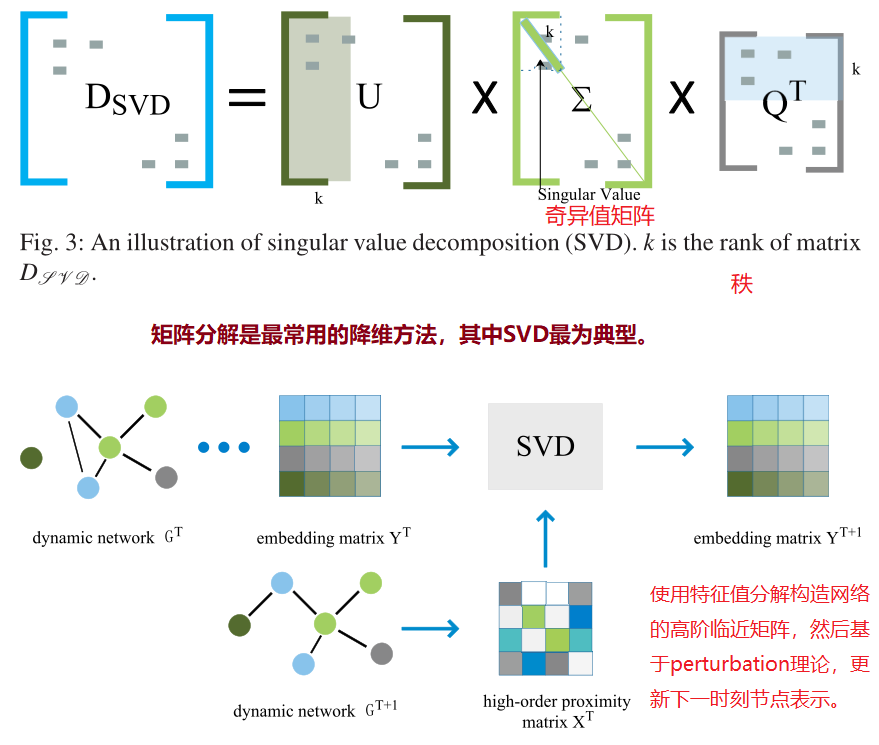 D_SVD = U × Σ × Q^T
k
k
k
Singular Value
奇异值矩阵
Fig. 3: An illustration of singular value decomposition (SVD). k is the rank of matrix
D_𝒮𝒱𝒟.
秩
矩阵分解是最常用的降维方法，其中SVD最为典型。
SVD
dynamic network G^T
embedding matrix Y^T
embedding matrix Y^T+1
使用特征值分解构造网络
的高阶临近矩阵，然后基
于perturbation理论，更
新下一时刻节点表示。
dynamic network G^T+1
high-order proximity
matrix X^T